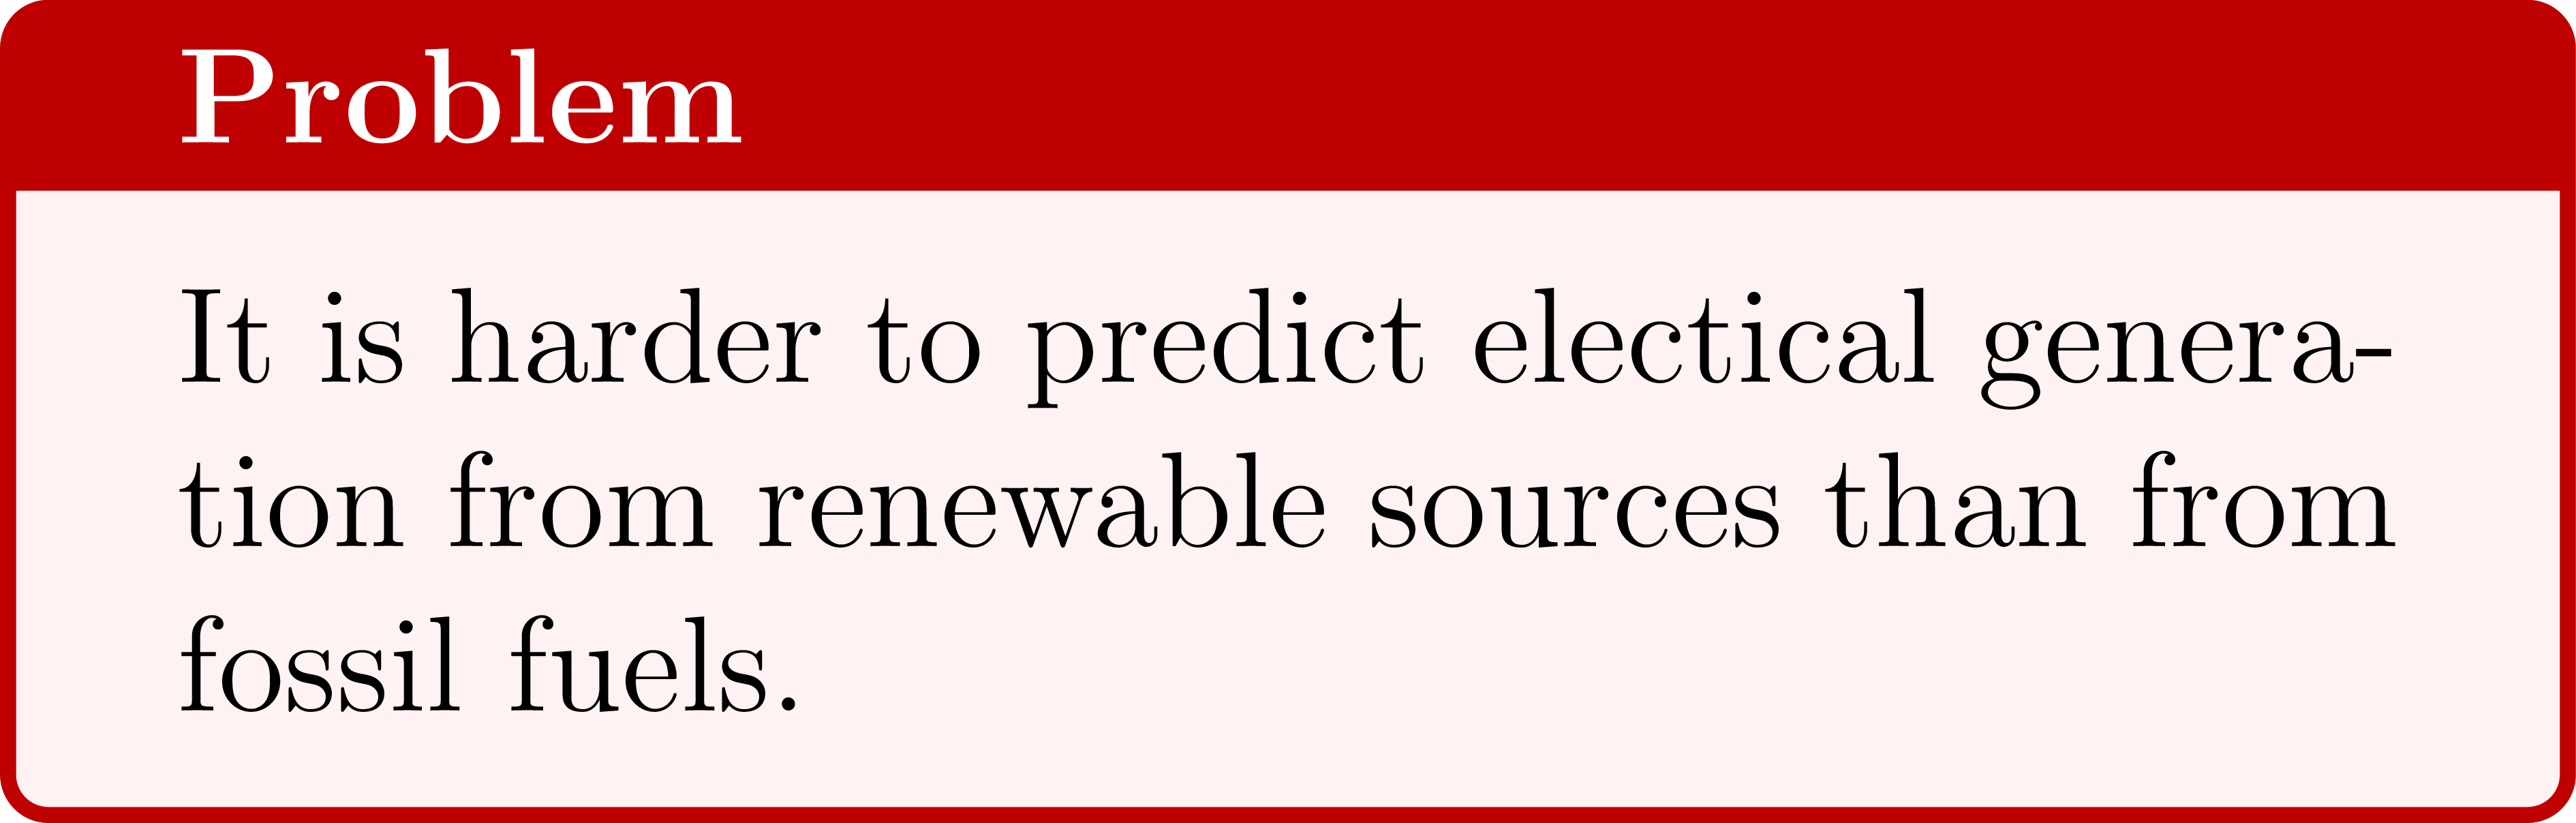 Problem
It is harder to predict electical genera-
tion from renewable sources than from
fossil fuels.